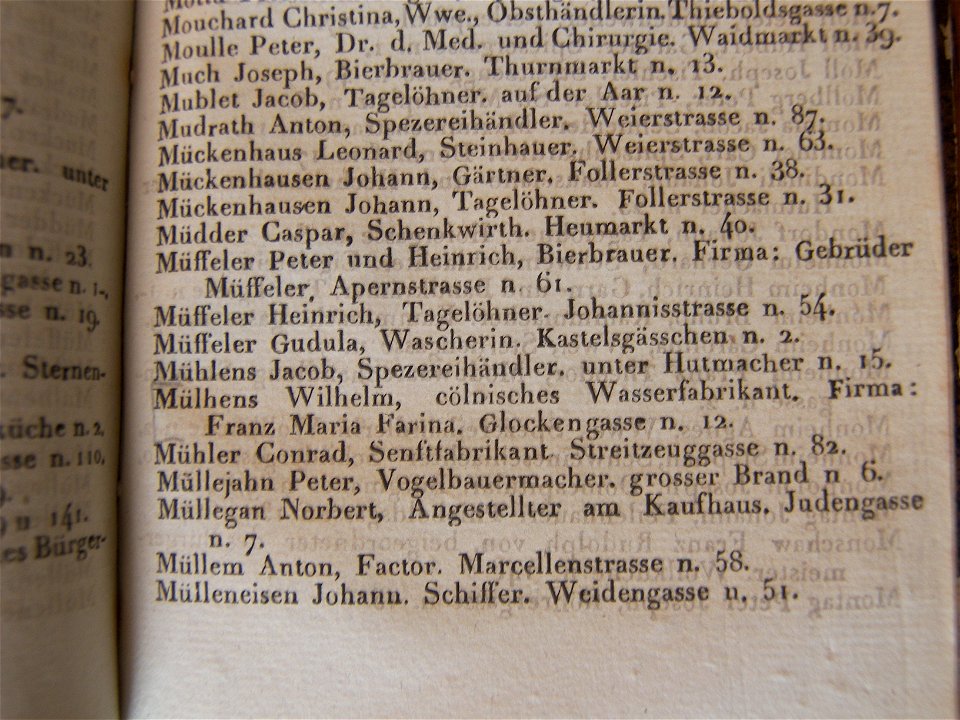 7.
unter
n n. 23.
gasse n. 1-,
sse n. 19.
Sternen-
küche n. 2,
sse n. 110,
9 n 141.
es Bürger-
Mouchard Christina, Wwe., Obsthändlerin. Thieboldsgasse n. 7.
Moulle Peter, Dr. d. Med. und Chirurgie. Waidmarkt n. 39.
Much Joseph, Bierbrauer. Thurnmarkt n. 13.
Mublet Jacob, Tagelöhner. auf der Aar n. 12.
Mudrath Anton, Spezereihändler. Weierstrasse n. 87.
Mückenhaus Leonard, Steinhauer. Weierstrasse n. 63.
Mückenhausen Johann, Gärtner. Follerstrasse n. 38.
Mückenhausen Johann, Tagelöhner. Follerstrasse n. 31.
Müdder Caspar, Schenkwirth. Heumarkt n. 40.
Müffeler Peter und Heinrich, Bierbrauer. Firma: Gebrüder
Müffeler, Apernstrasse n 61.
Müffeler Heinrich, Tagelöhner. Johannisstrasse n. 54.
Müffeler Gudula, Wascherin. Kastelsgässchen n. 2.
Mühlens Jacob, Spezereihändler. unter Hutmacher n. 15.
Mülhens Wilhelm, cölnisches Wasserfabrikant. Firma:
Franz Maria Farina. Glockengasse n. 12.
Mühler Conrad, Senftfabrikant Streitzeuggasse n. 82.
Müllejahn Peter, Vogelbauermacher. grosser Brand n 6.
Müllegan Norbert, Angestellter am Kaufhaus. Judengasse
n. 7.
Müllem Anton, Factor. Marcellenstrasse n. 58.
Mülleneisen Johann. Schiffer. Weidengasse n. 51.